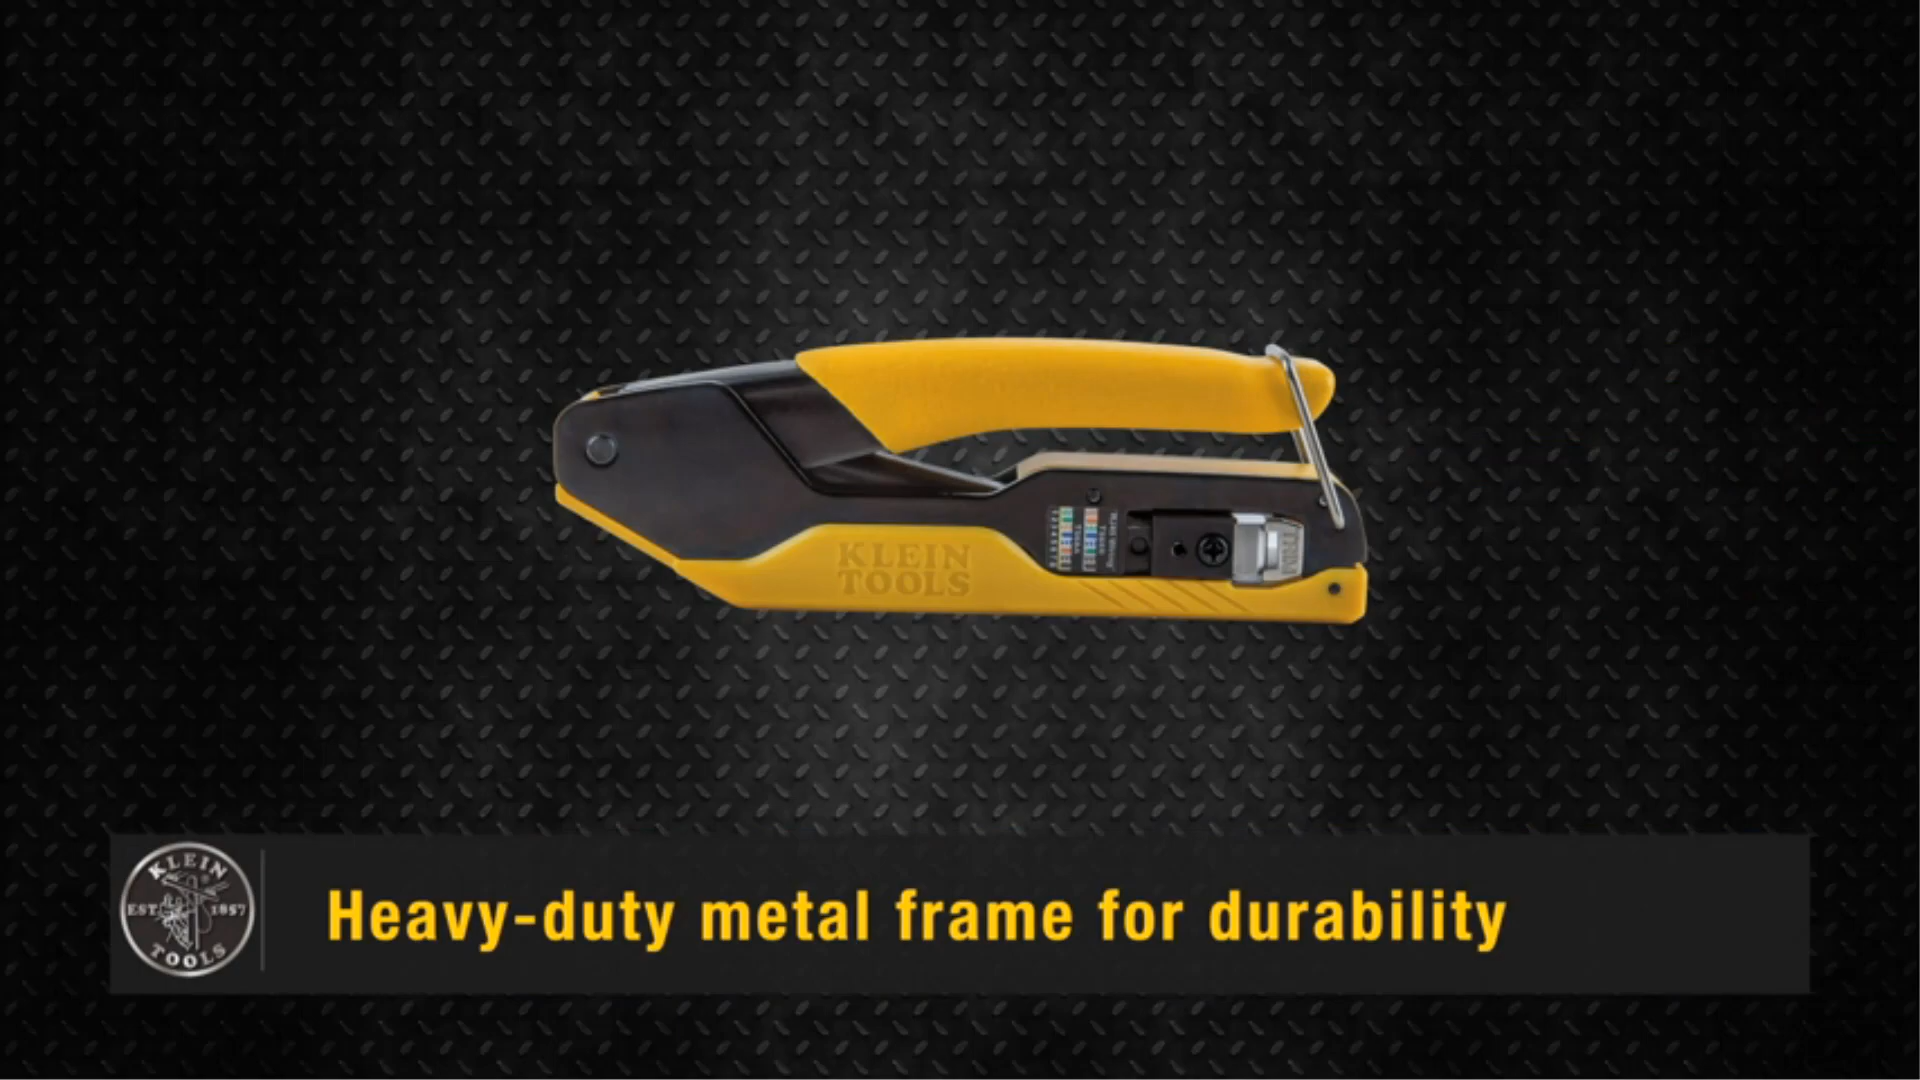 KLEIN
TOOLS
KLEIN
EST. 1857
TOOLS
Heavy-duty metal frame for durability